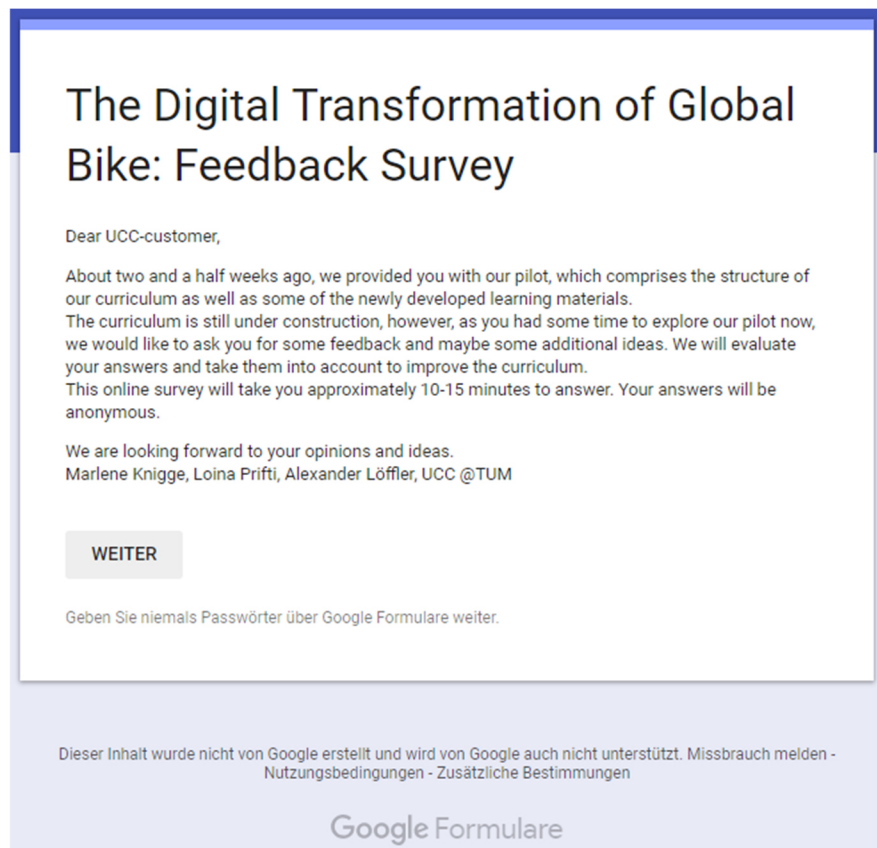 The Digital Transformation of Global
Bike: Feedback Survey
Dear UCC-customer,
About two and a half weeks ago, we provided you with our pilot, which comprises the structure of
our curriculum as well as some of the newly developed learning materials.
The curriculum is still under construction, however, as you had some time to explore our pilot now,
we would like to ask you for some feedback and maybe some additional ideas. We will evaluate
your answers and take them into account to improve the curriculum.
This online survey will take you approximately 10-15 minutes to answer. Your answers will be
anonymous.
We are looking forward to your opinions and ideas.
Marlene Knigge, Loina Prifti, Alexander Löffler, UCC @TUM
WEITER
Geben Sie niemals Passwörter über Google Formulare weiter.
Dieser Inhalt wurde nicht von Google erstellt und wird von Google auch nicht unterstützt. Missbrauch melden -
Nutzungsbedingungen - Zusätzliche Bestimmungen
Google Formulare